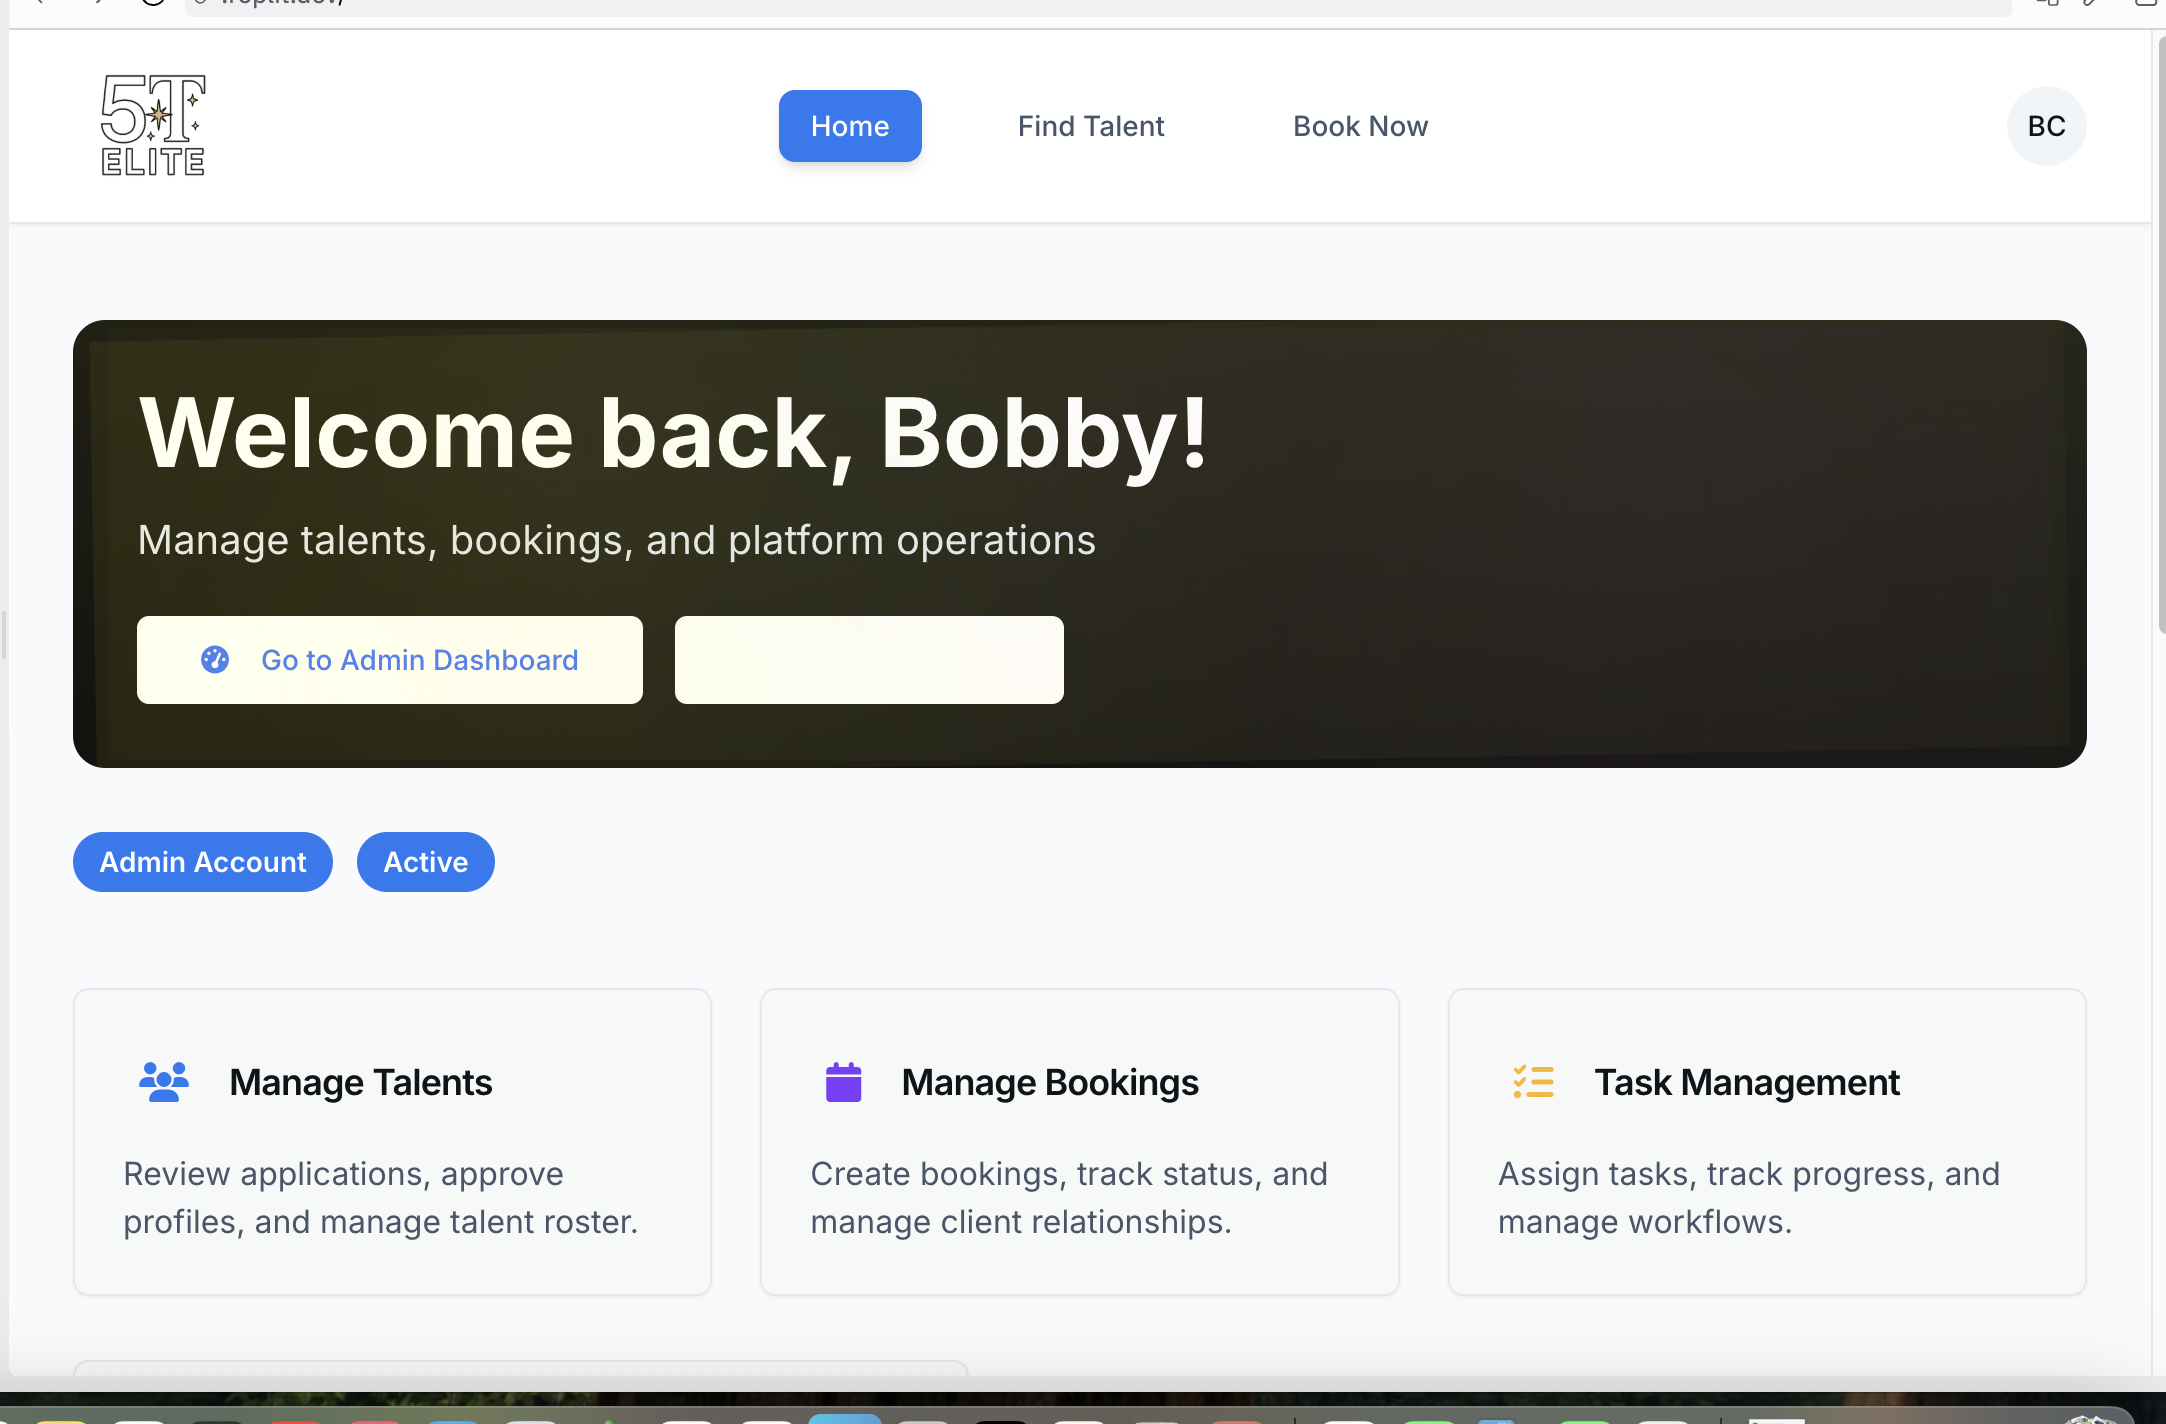 5T
ELITE
Home
Find Talent
Book Now
BC
Welcome back, Bobby!
Manage talents, bookings, and platform operations
Go to Admin Dashboard
Admin Account
Active
Manage Talents
Review applications, approve
profiles, and manage talent roster.
Manage Bookings
Create bookings, track status, and
manage client relationships.
Task Management
Assign tasks, track progress, and
manage workflows.